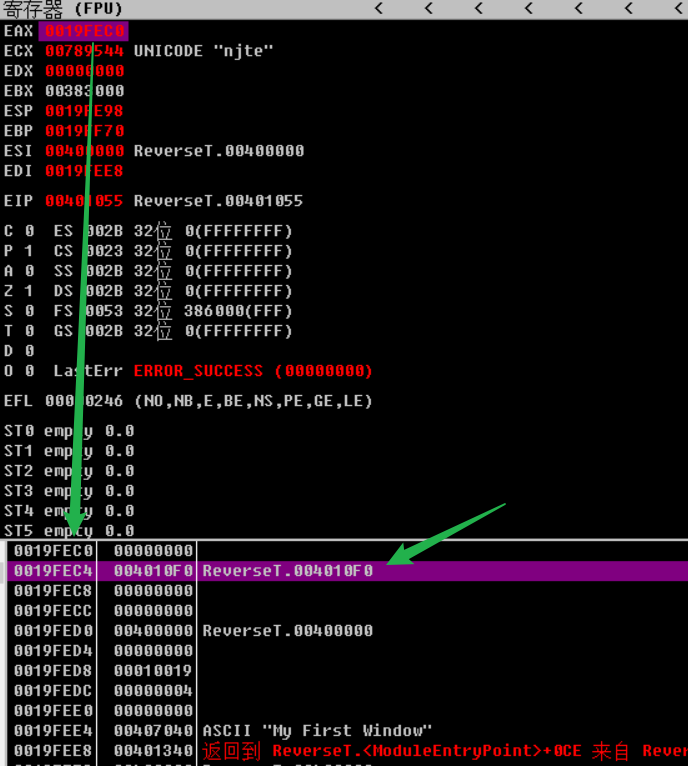 寄存器 (FPU) < < < < < < <
EAX 0019FEC0
ECX 00789544 UNICODE "njte"
EDX 00000000
EBX 00383000
ESP 0019FE98
EBP 0019FF70
ESI 00400000 ReverseT.00400000
EDI 0019FEE8
EIP 00401055 ReverseT.00401055
C 0 ES 002B 32位 0(FFFFFFFF)
P 1 CS 0023 32位 0(FFFFFFFF)
A 0 SS 002B 32位 0(FFFFFFFF)
Z 1 DS 002B 32位 0(FFFFFFFF)
S 0 FS 0053 32位 386000(FFF)
T 0 GS 002B 32位 0(FFFFFFFF)
D 0
O 0 LastErr ERROR_SUCCESS (00000000)
EFL 00000246 (NO,NB,E,BE,NS,PE,GE,LE)
ST0 empty 0.0
ST1 empty 0.0
ST2 empty 0.0
ST3 empty 0.0
ST4 empty 0.0
ST5 empty 0.0
0019FEC0 00000000
0019FEC4 004010F0 ReverseT.004010F0
0019FEC8 00000000
0019FECC 00000000
0019FED0 00400000 ReverseT.00400000
0019FED4 00000000
0019FED8 00010019
0019FEDC 00000004
0019FEE0 00000000
0019FEE4 00407040 ASCII "My First Window"
0019FEE8 00401340 返回到 ReverseT.<ModuleEntryPoint>+0CE 来自 Rever